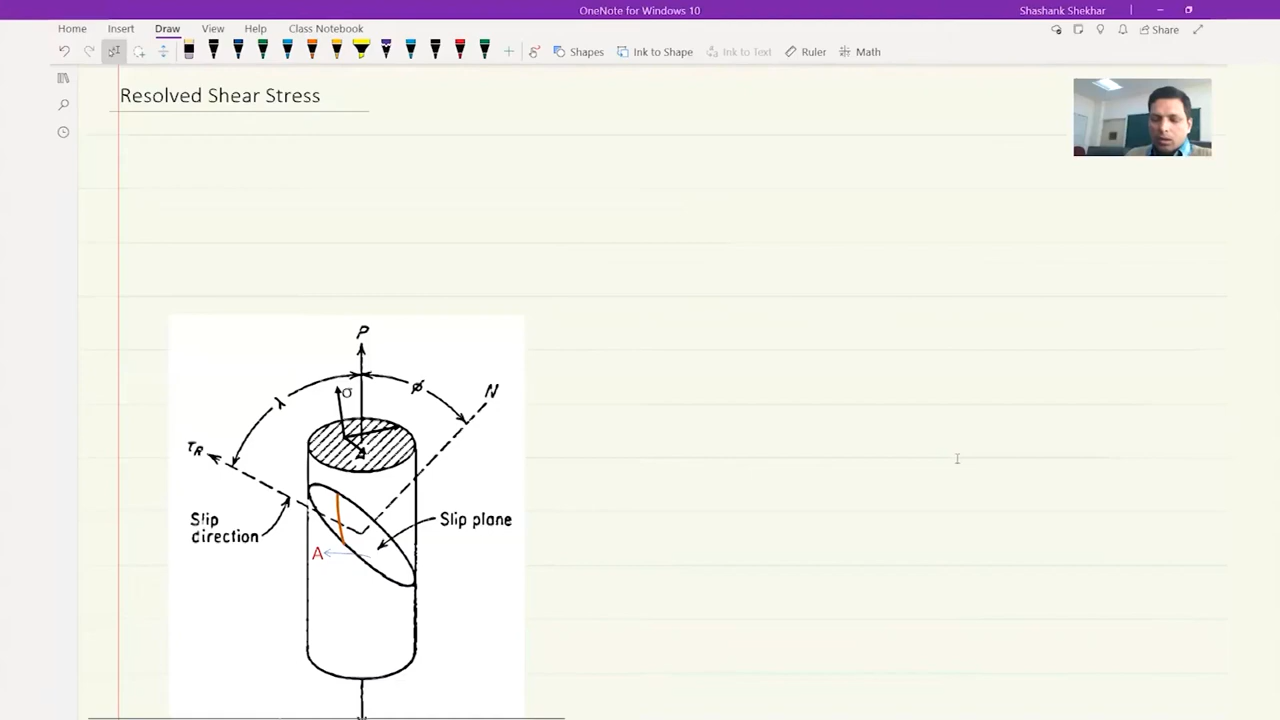 OneNote for Windows 10
Shashank Shekhar
Home Insert Draw View Help Class Notebook
Share
Shapes Ink to Shape Ink to Text Ruler Math
Resolved Shear Stress
P
λ
σ
ϕ
N
τR
A
Slip
direction
Slip plane
A